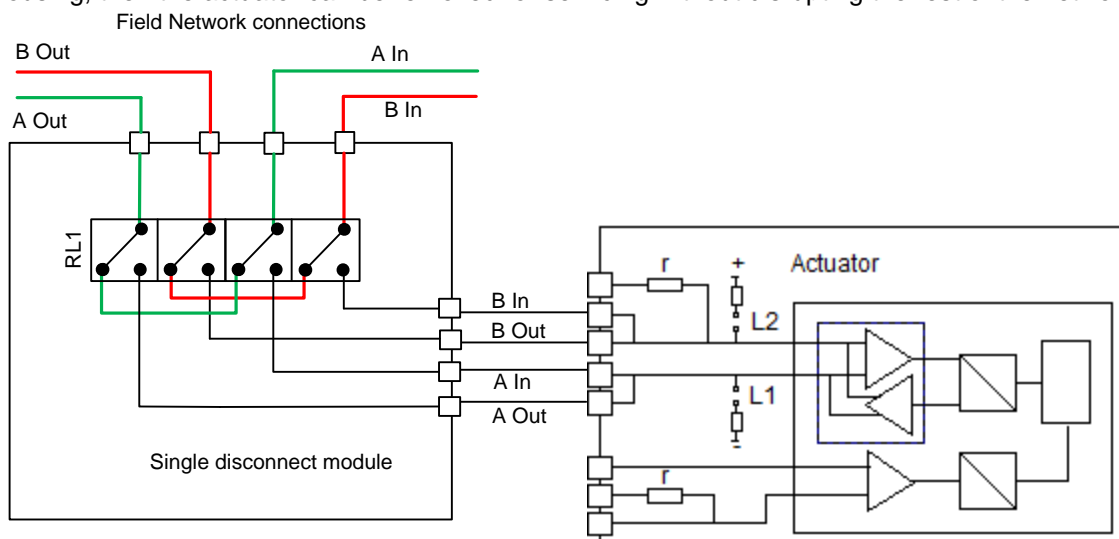 Field Network connections
B Out
A In
B In
A Out
RL1
r
+
Actuator
B In
L2
B Out
A In
L1
A Out
-
Single disconnect module
r